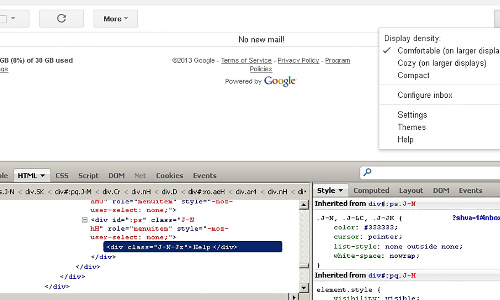 More
No new mail!
GB (0%) of 30 GB used
©2013 Google - Terms of Service - Privacy Policy - Program
Policies
Powered by Google
Display density:
Comfortable (on larger displa
Cozy (on larger displays)
Compact
Configure inbox
Settings
Themes
Help
HTML CSS Script DOM Net Cookies Events
Style Computed Layout DOM Events
s.J-N < div.SK < div#:pq.J-M < div.Cr < div.nH < div.D < div#:ro.aeH < div.ar4 < div.nH < div
Inherited from div#:ps.J-N
hM" role="menuitem" style="-moz-
user-select: none;">
<div id=":ps" class="J-N
hM" role="menuitem" style="-moz-
user-select: none;">
<div class="J-N-Jz">Help</div>
</div>
</div>
</div>
</div>
.J-N, .J-LC, .J-JK {
?shva=1#inbox
color: #333333;
cursor: pointer;
list-style: none outside none;
white-space: nowrap;
}
Inherited from div#:pq.J-M
element.style {
visibility: visible;